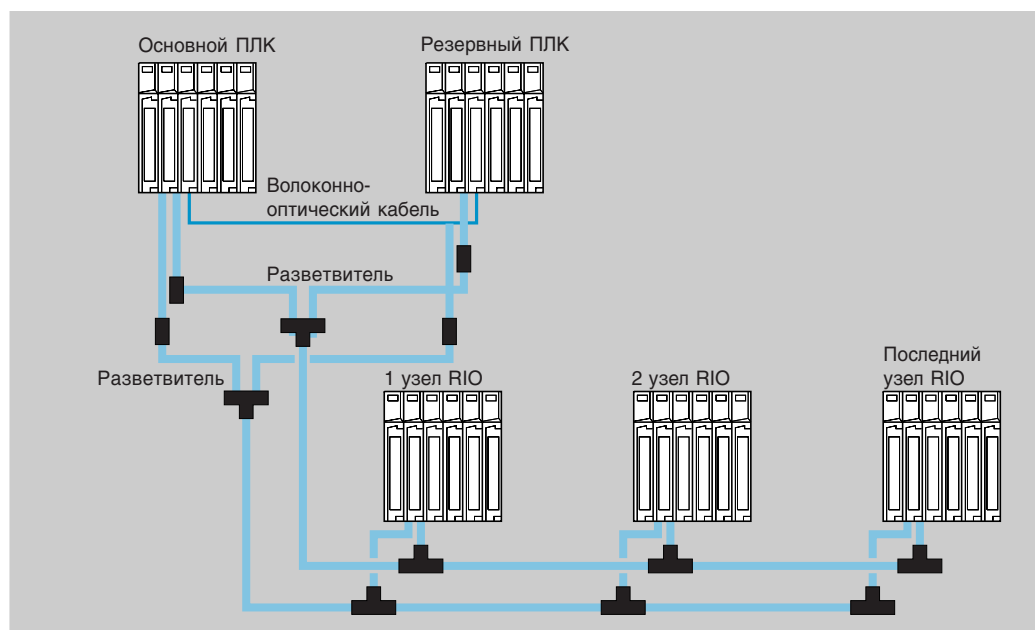 Основной ПЛК
Резервный ПЛК
Волоконно-
оптический кабель
Разветвитель
Разветвитель
1 узел RIO
2 узел RIO
Последний
узел RIO